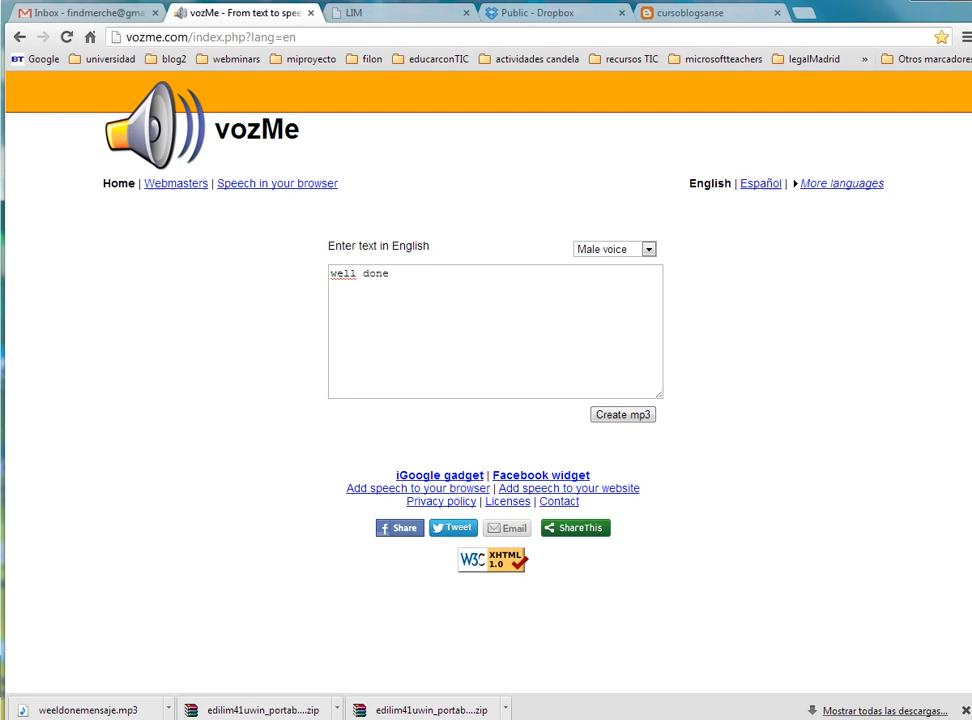 Inbox - findmerche@gma
vozMe - From text to spee
LIM
Public - Dropbox
cursoblogsanse
vozme.com/index.php?lang=en
BT Google universidad blog2 webminars miproyecto filon educarconTIC actividades candela recursos TIC microsoftteachers legalMadrid » Otros marcadores
vozMe
Home | Webmasters | Speech in your browser
English | Español | More languages
Enter text in English
Male voice
well done
Create mp3
iGoogle gadget | Facebook widget
Add speech to your browser | Add speech to your website
Privacy policy | Licenses | Contact
f Share Tweet Email ShareThis
W3C XHTML 1.0
weeldonemensaje.mp3
edilim41uwin_portab....zip
edilim41uwin_portab....zip
Mostrar todas las descargas...